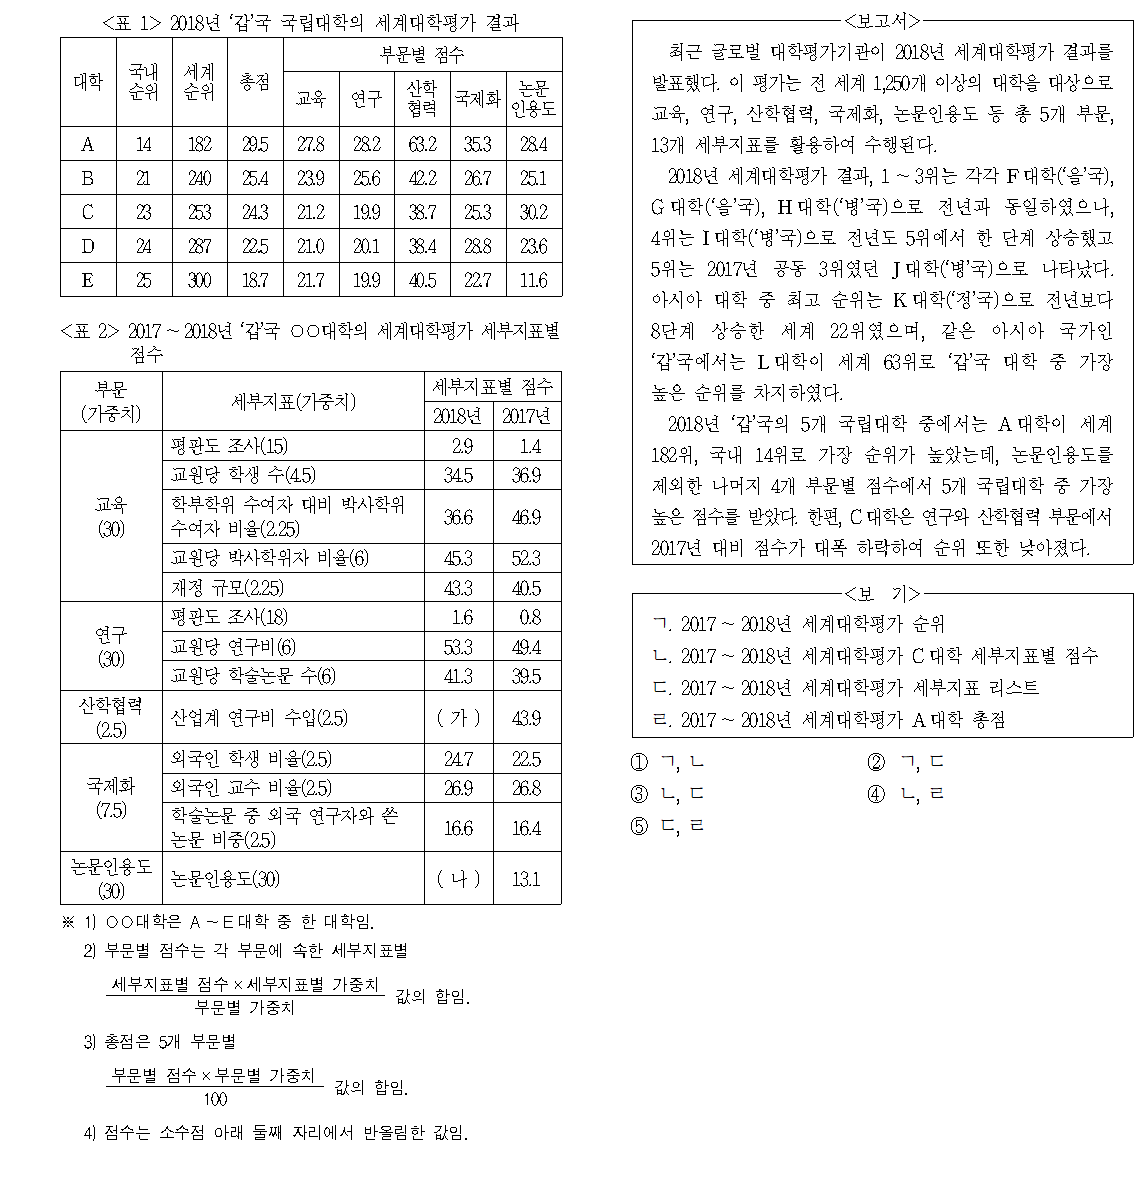 <표 1> 2018년 ‘갑’국 국립대학의 세계대학평가 결과
대학 국내 순위 세계 순위 총점 부문별 점수
교육 연구 산학 협력 국제화 논문 인용도
A 14 182 29.5 27.8 28.2 63.2 35.3 28.4
B 21 240 25.4 23.9 25.6 42.2 26.7 25.1
C 23 253 24.3 21.2 19.9 38.7 25.3 30.2
D 24 287 22.5 21.0 20.1 38.4 28.8 23.6
E 25 300 18.7 21.7 19.9 40.5 22.7 11.6
<표 2> 2017 ~ 2018년 ‘갑’국 ○○대학의 세계대학평가 세부지표별
점수
부문 (가중치) 세부지표(가중치) 세부지표별 점수
2018년 2017년
교육 (30)
평판도 조사(15) 2.9 1.4
교원당 학생 수(4.5) 34.5 36.9
학부학위 수여자 대비 박사학위
수여자 비율(2.25) 36.6 46.9
교원당 박사학위자 비율(6) 45.3 52.3
재정 규모(2.25) 43.3 40.5
연구 (30)
평판도 조사(18) 1.6 0.8
교원당 연구비(6) 53.3 49.4
교원당 학술논문 수(6) 41.3 39.5
산학협력 (2.5) 산업계 연구비 수입(2.5) ( 가 ) 43.9
국제화 (7.5)
외국인 학생 비율(2.5) 24.7 22.5
외국인 교수 비율(2.5) 26.9 26.8
학술논문 중 외국 연구자와 쓴
논문 비중(2.5) 16.6 16.4
논문인용도 (30) 논문인용도(30) ( 나 ) 13.1
※ 1) ○○대학은 A ~ E대학 중 한 대학임.
2) 부문별 점수는 각 부문에 속한 세부지표별
세부지표별 점수 × 세부지표별 가중치
부문별 가중치
값의 합임.
3) 총점은 5개 부문별
부문별 점수 × 부문별 가중치
100
값의 합임.
4) 점수는 소수점 아래 둘째 자리에서 반올림한 값임.
<보고서>
최근 글로벌 대학평가기관이 2018년 세계대학평가 결과를
발표했다. 이 평가는 전 세계 1,250개 이상의 대학을 대상으로
교육, 연구, 산학협력, 국제화, 논문인용도 등 총 5개 부문,
13개 세부지표를 활용하여 수행된다.
2018년 세계대학평가 결과, 1 ~ 3위는 각각 F대학(‘을’국),
G대학(‘을’국), H대학(‘병’국)으로 전년과 동일하였으나,
4위는 I대학(‘병’국)으로 전년도 5위에서 한 단계 상승했고
5위는 2017년 공동 3위였던 J대학(‘병’국)으로 나타났다.
아시아 대학 중 최고 순위는 K대학(‘정’국)으로 전년보다
8단계 상승한 세계 22위였으며, 같은 아시아 국가인
‘갑’국에서는 L대학이 세계 63위로 ‘갑’국 대학 중 가장
높은 순위를 차지하였다.
2018년 ‘갑’국의 5개 국립대학 중에서는 A대학이 세계
182위, 국내 14위로 가장 순위가 높았는데, 논문인용도를
제외한 나머지 4개 부문별 점수에서 5개 국립대학 중 가장
높은 점수를 받았다. 한편, C대학은 연구와 산학협력 부문에서
2017년 대비 점수가 대폭 하락하여 순위 또한 낮아졌다.
<보 기>
ㄱ. 2017 ~ 2018년 세계대학평가 순위
ㄴ. 2017 ~ 2018년 세계대학평가 C대학 세부지표별 점수
ㄷ. 2017 ~ 2018년 세계대학평가 세부지표 리스트
ㄹ. 2017 ~ 2018년 세계대학평가 A대학 총점
① ㄱ, ㄴ ② ㄱ, ㄷ
③ ㄴ, ㄷ ④ ㄴ, ㄹ
⑤ ㄷ, ㄹ